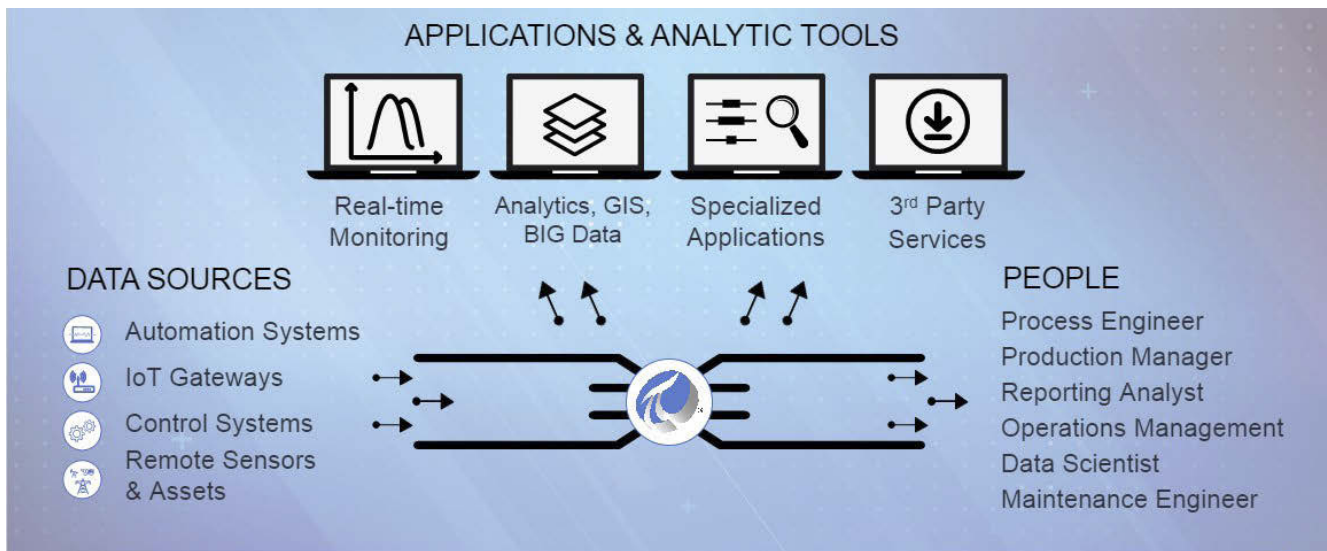 APPLICATIONS & ANALYTIC TOOLS
Real-time
Monitoring
Analytics, GIS,
BIG Data
Specialized
Applications
3rd Party
Services
DATA SOURCES
Automation Systems
IoT Gateways
Control Systems
Remote Sensors
& Assets
PEOPLE
Process Engineer
Production Manager
Reporting Analyst
Operations Management
Data Scientist
Maintenance Engineer